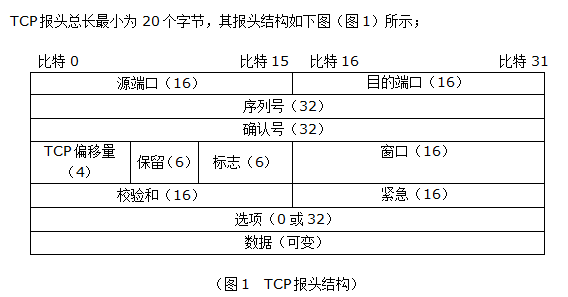 TCP报头总长最小为 20个字节，其报头结构如下图（图1）所示；
比特 0 比特 15 比特 16 比特 31
源端口（16） 目的端口（16）
序列号（32）
确认号（32）
TCP偏移量（4） 保留（6） 标志（6） 窗口（16）
校验和（16） 紧急（16）
选项（0 或32）
数据（可变）
（图1 TCP报头结构）